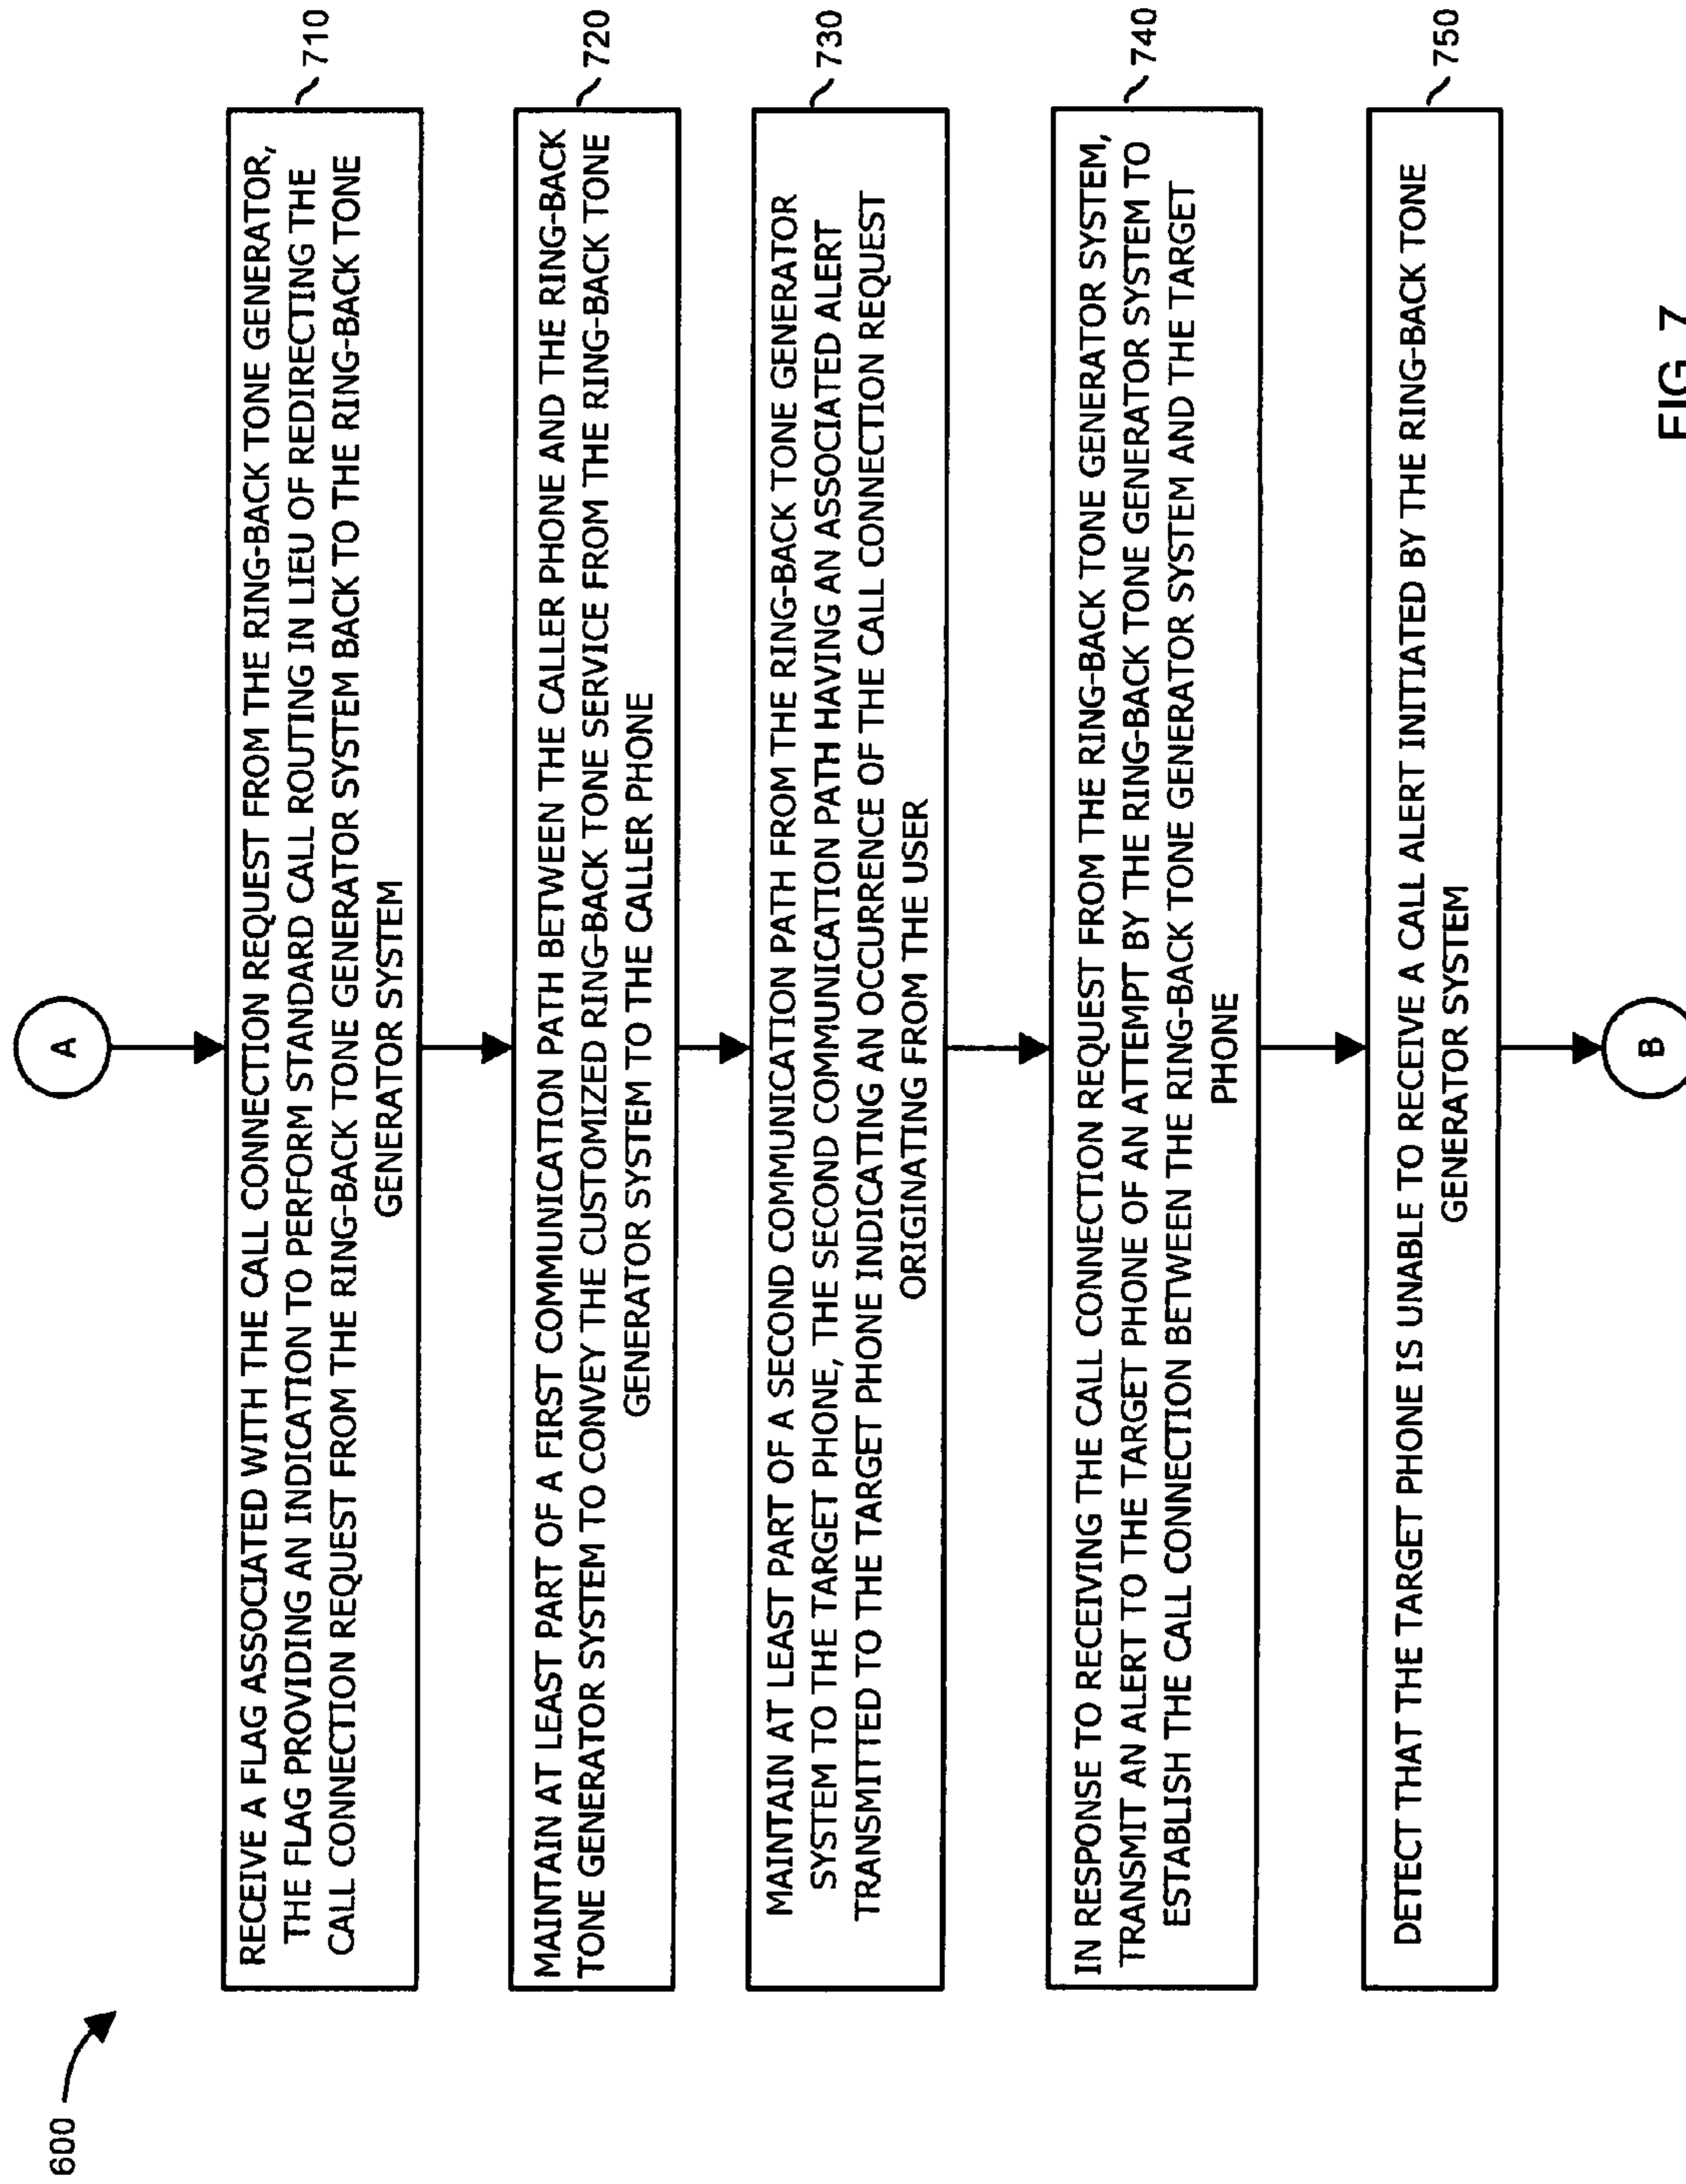 600
A
RECEIVE A FLAG ASSOCIATED WITH THE CALL CONNECTION REQUEST FROM THE RING-BACK TONE GENERATOR,
THE FLAG PROVIDING AN INDICATION TO PERFORM STANDARD CALL ROUTING IN LIEU OF REDIRECTING THE
CALL CONNECTION REQUEST FROM THE RING-BACK TONE GENERATOR SYSTEM BACK TO THE RING-BACK TONE
GENERATOR SYSTEM
710
MAINTAIN AT LEAST PART OF A FIRST COMMUNICATION PATH BETWEEN THE CALLER PHONE AND THE RING-BACK
TONE GENERATOR SYSTEM TO CONVEY THE CUSTOMIZED RING-BACK TONE SERVICE FROM THE RING-BACK TONE
GENERATOR SYSTEM TO THE CALLER PHONE
720
MAINTAIN AT LEAST PART OF A SECOND COMMUNICATION PATH FROM THE RING-BACK TONE GENERATOR
SYSTEM TO THE TARGET PHONE, THE SECOND COMMUNICATION PATH HAVING AN ASSOCIATED ALERT
TRANSMITTED TO THE TARGET PHONE INDICATING AN OCCURRENCE OF THE CALL CONNECTION REQUEST
ORIGINATING FROM THE USER
730
IN RESPONSE TO RECEIVING THE CALL CONNECTION REQUEST FROM THE RING-BACK TONE GENERATOR SYSTEM,
TRANSMIT AN ALERT TO THE TARGET PHONE OF AN ATTEMPT BY THE RING-BACK TONE GENERATOR SYSTEM TO
ESTABLISH THE CALL CONNECTION BETWEEN THE RING-BACK TONE GENERATOR SYSTEM AND THE TARGET
PHONE
740
DETECT THAT THE TARGET PHONE IS UNABLE TO RECEIVE A CALL ALERT INITIATED BY THE RING-BACK TONE
GENERATOR SYSTEM
750
B
FIG. 7